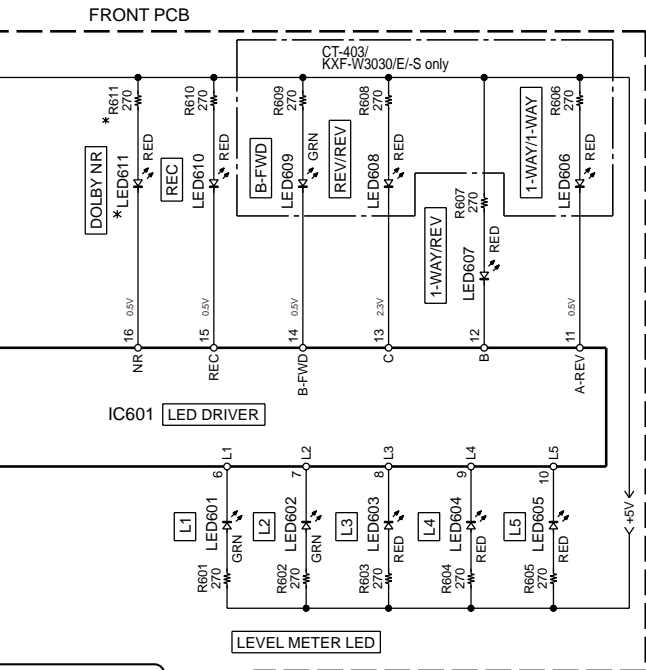 FRONT PCB
CT-403/
KXF-W3030/E/-S only
* R611
270
R610
270
R609
270
R608
270
R606
270
DOLBY NR
* LED611
RED
REC
LED610
RED
B-FWD
LED609
GRN
REV/REV
LED608
RED
1-WAY/1-WAY
LED606
RED
R607
270
1-WAY/REV
LED607
RED
0.5V
0.5V
0.5V
2.3V
0.5V
16
15
14
13
12
11
NR
REC
B-FWD
C
B
A-REV
IC601 LED DRIVER
L1
L2
L3
L4
L5
6
7
8
9
10
L1
LED601
GRN
L2
LED602
GRN
L3
LED603
RED
L4
LED604
RED
L5
LED605
RED
+5V
R601
270
R602
270
R603
270
R604
270
R605
270
LEVEL METER LED